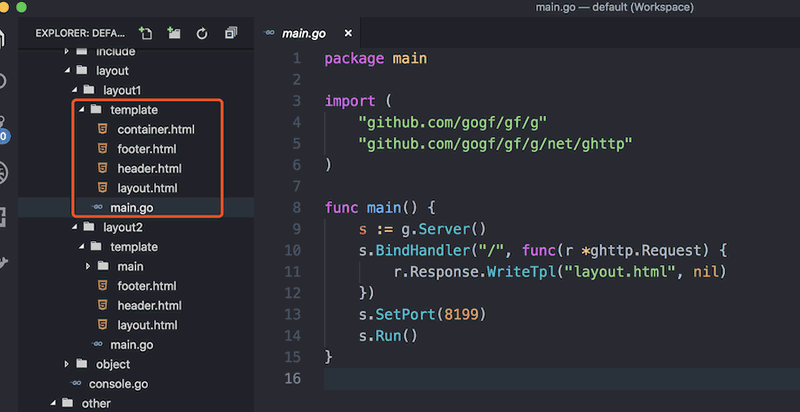 main.go — default (Workspace)
EXPLORER: DEFA...
include
layout
layout1
template
container.html
footer.html
header.html
layout.html
main.go
layout2
template
main
footer.html
header.html
layout.html
main.go
object
console.go
other
main.go
1 package main
2
3 import (
4 "github.com/gogf/gf/g"
5 "github.com/gogf/gf/g/net/ghttp"
6 )
7
8 func main() {
9 s := g.Server()
10 s.BindHandler("/", func(r *ghttp.Request) {
11 r.Response.WriteTpl("layout.html", nil)
12 })
13 s.SetPort(8199)
14 s.Run()
15 }
16